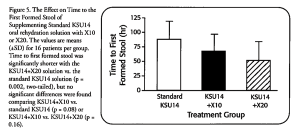 Figure 5. The Effect on Time to the
First Formed Stool of
Supplementing Standard KSU14
oral rehydration solution with X10
or X20. The values are means
(±SD) for 16 patients per group.
Time to first formed stool was
significantly shorter with the
KSU14+X20 solution vs. the
standard KSU14 solution (p =
0.002, two-tailed), but no
significant differences were found
comparing KSU14+X10 vs.
standard KSU14 (p = 0.08) or
KSU14+X10 vs. KSU14+X20 (p =
0.16).
Time to First
Formed Stool (hr)
125
100
75
50
25
0
Standard
KSU14
KSU14
+X10
KSU14
+X20
Treatment Group